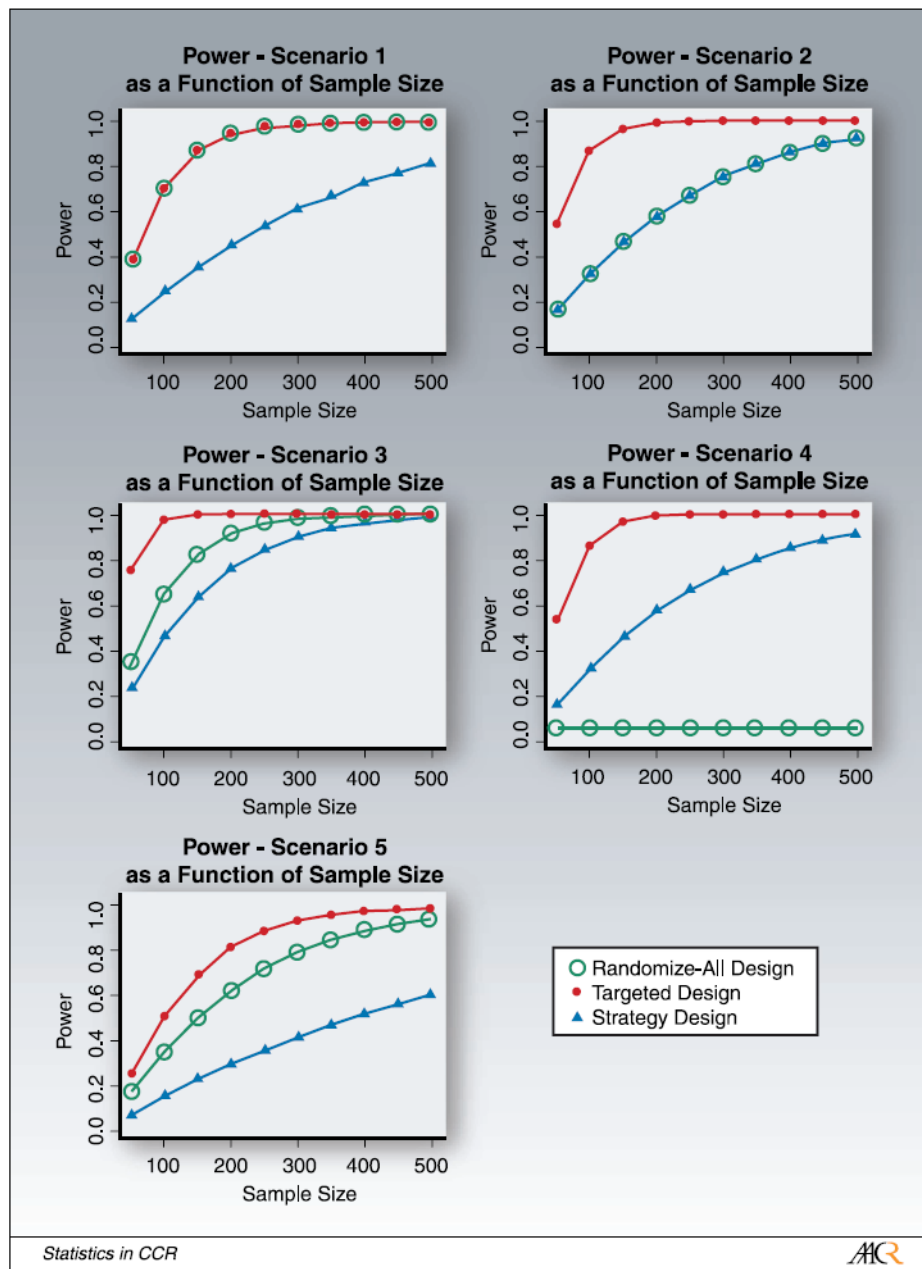 Power - Scenario 1
as a Function of Sample Size
Power
1.0
0.8
0.6
0.4
0.2
0.0
100 200 300 400 500
Sample Size
Power - Scenario 2
as a Function of Sample Size
Power
1.0
0.8
0.6
0.4
0.2
0.0
100 200 300 400 500
Sample Size
Power - Scenario 3
as a Function of Sample Size
Power
1.0
0.8
0.6
0.4
0.2
0.0
100 200 300 400 500
Sample Size
Power - Scenario 4
as a Function of Sample Size
Power
1.0
0.8
0.6
0.4
0.2
0.0
100 200 300 400 500
Sample Size
Power - Scenario 5
as a Function of Sample Size
Power
1.0
0.8
0.6
0.4
0.2
0.0
100 200 300 400 500
Sample Size
Randomize-All Design
Targeted Design
Strategy Design
Statistics in CCR
AACR